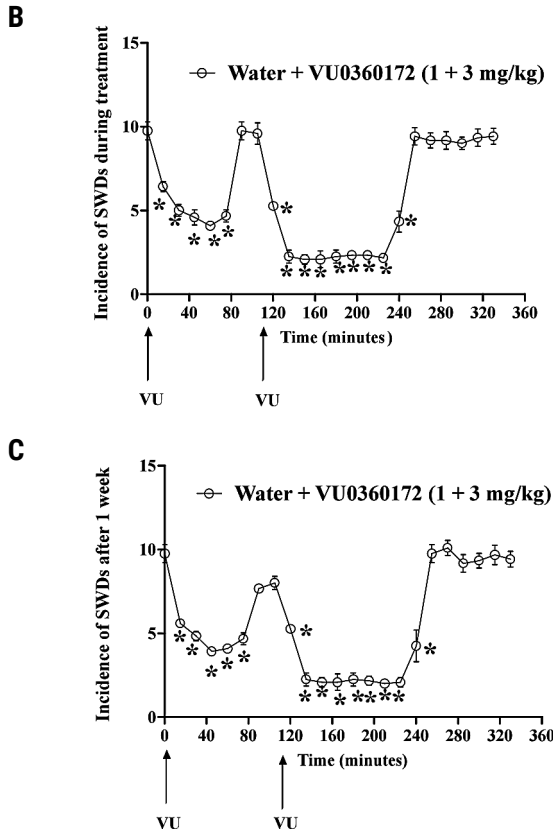 B
Incidence of SWDs during treatment
15
10
5
0
Water + VU0360172 (1 + 3 mg/kg)
* * * * * * * * * * * * * * *
0 40 80 120 160 200 240 280 320 360
Time (minutes)
VU VU
C
Incidence of SWDs after 1 week
15
10
5
0
Water + VU0360172 (1 + 3 mg/kg)
* * * * * * * * * * * * * *
0 40 80 120 160 200 240 280 320 360
Time (minutes)
VU VU